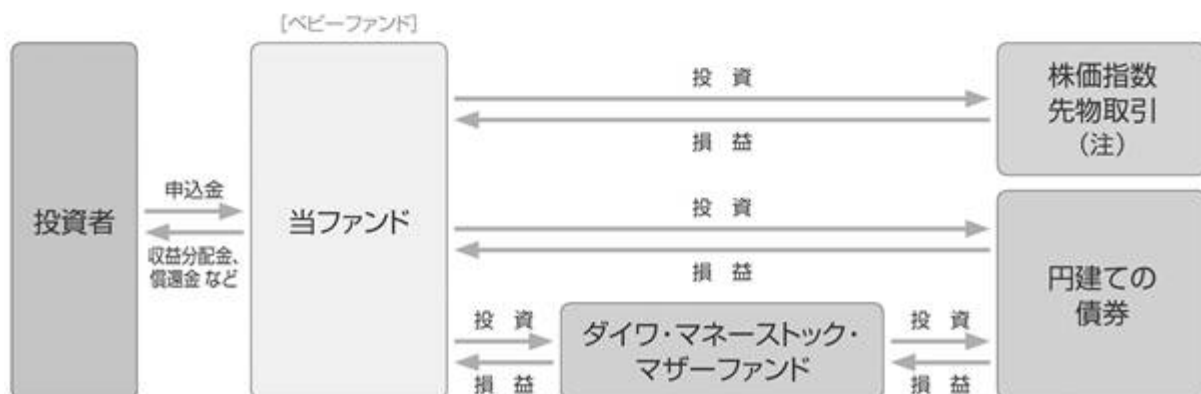 [ベビーファンド]
投資者
申込金
収益分配金、
償還金 など
当ファンド
投 資
損 益
株価指数
先物取引
(注)
投 資
損 益
円建ての
債券
投 資
損 益
ダイワ・マネーストック・
マザーファンド
投 資
損 益